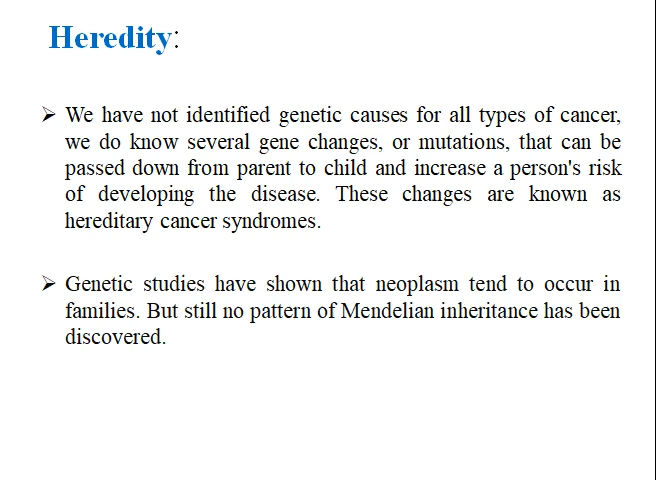 Heredity:
➢ We have not identified genetic causes for all types of cancer,
we do know several gene changes, or mutations, that can be
passed down from parent to child and increase a person's risk
of developing the disease. These changes are known as
hereditary cancer syndromes.
➢ Genetic studies have shown that neoplasm tend to occur in
families. But still no pattern of Mendelian inheritance has been
discovered.